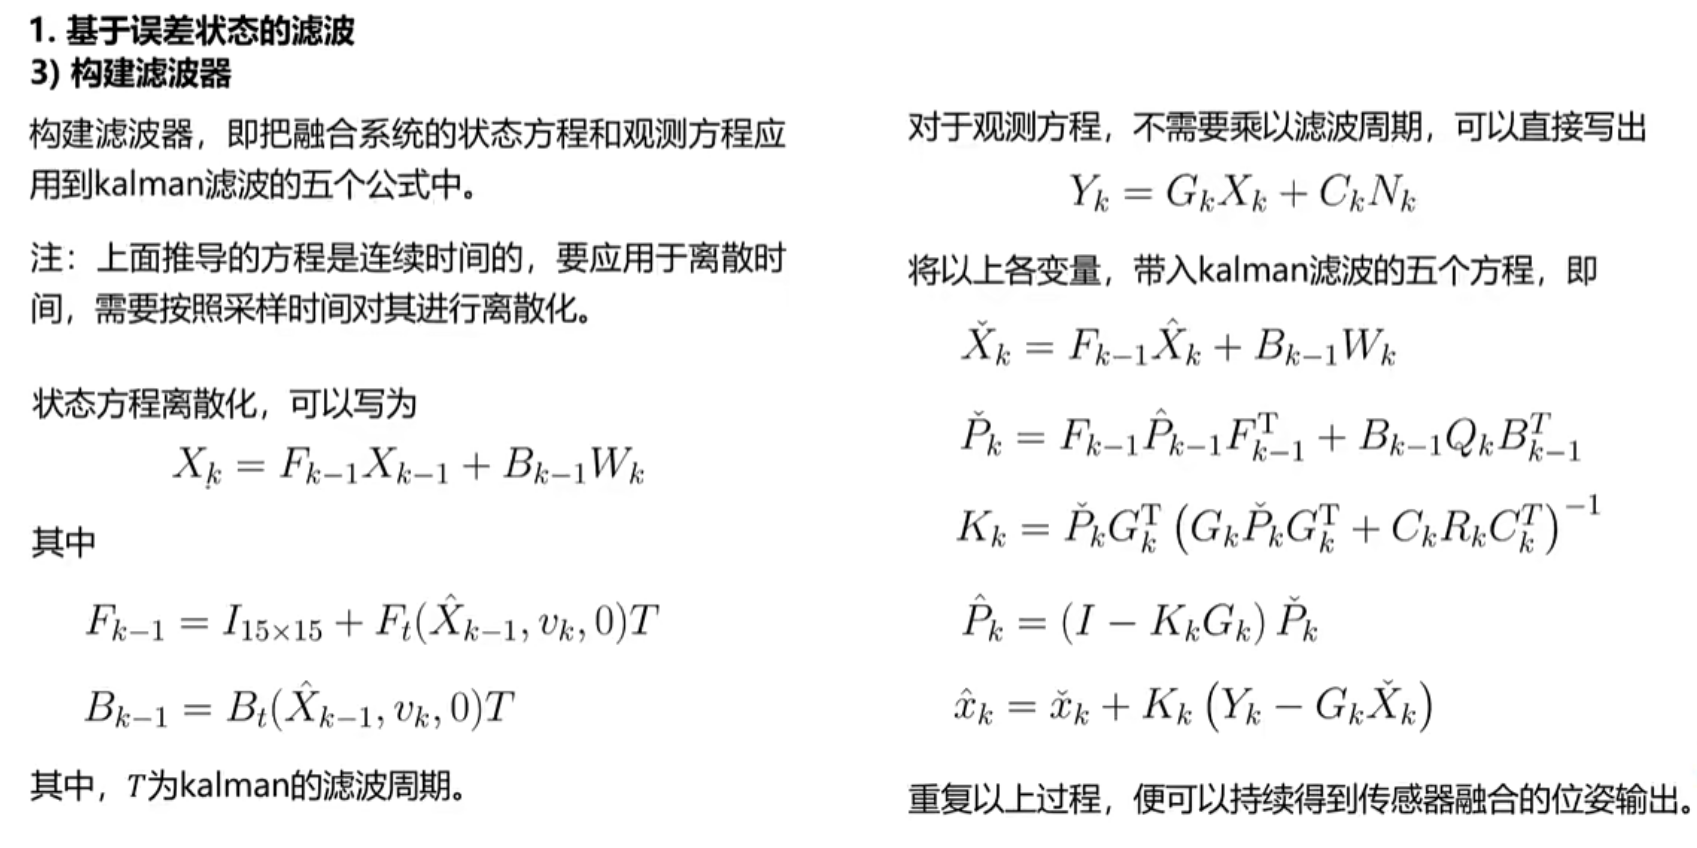 1. 基于误差状态的滤波
3) 构建滤波器
构建滤波器，即把融合系统的状态方程和观测方程应
用到kalman滤波的五个公式中。
注：上面推导的方程是连续时间的，要应用于离散时
间，需要按照采样时间对其进行离散化。
状态方程离散化，可以写为
$X_k = F_{k-1}X_{k-1} + B_{k-1}W_k$
其中
$F_{k-1} = I_{15\times15} + F_t(\hat{X}_{k-1}, v_k, 0)T$
$B_{k-1} = B_t(\hat{X}_{k-1}, v_k, 0)T$
其中，T为kalman的滤波周期。
对于观测方程，不需要乘以滤波周期，可以直接写出
$Y_k = G_kX_k + C_kN_k$
将以上各变量，带入kalman滤波的五个方程，即
$\check{X}_k = F_{k-1}\hat{X}_k + B_{k-1}W_k$
$\check{P}_k = F_{k-1}\hat{P}_{k-1}F_{k-1}^{\mathrm{T}} + B_{k-1}Q_kB_{k-1}^T$
$K_k = \check{P}_kG_k^{\mathrm{T}} \left(G_k\check{P}_kG_k^{\mathrm{T}} + C_kR_kC_k^T\right)^{-1}$
$\hat{P}_k = (I - K_kG_k) \check{P}_k$
$\hat{x}_k = \check{x}_k + K_k \left(Y_k - G_k\check{X}_k\right)$
重复以上过程，便可以持续得到传感器融合的位姿输出。